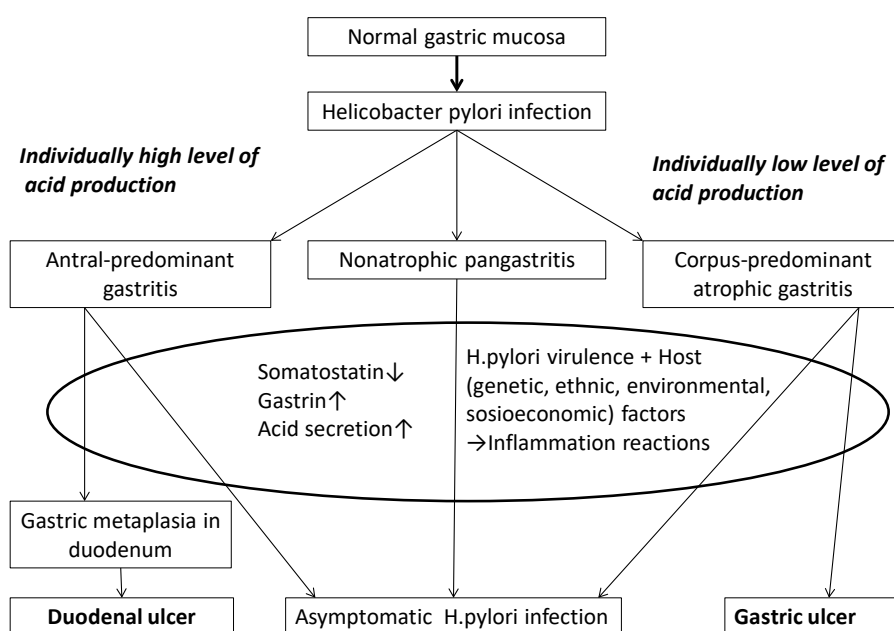 Normal gastric mucosa
Helicobacter pylori infection
Individually high level of
acid production
Individually low level of
acid production
Antral-predominant
gastritis
Nonatrophic pangastritis
Corpus-predominant
atrophic gastritis
Somatostatin↓
Gastrin↑
Acid secretion↑
H.pylori virulence + Host
(genetic, ethnic, environmental,
sosioeconomic) factors
→Inflammation reactions
Gastric metaplasia in
duodenum
Duodenal ulcer
Asymptomatic H.pylori infection
Gastric ulcer